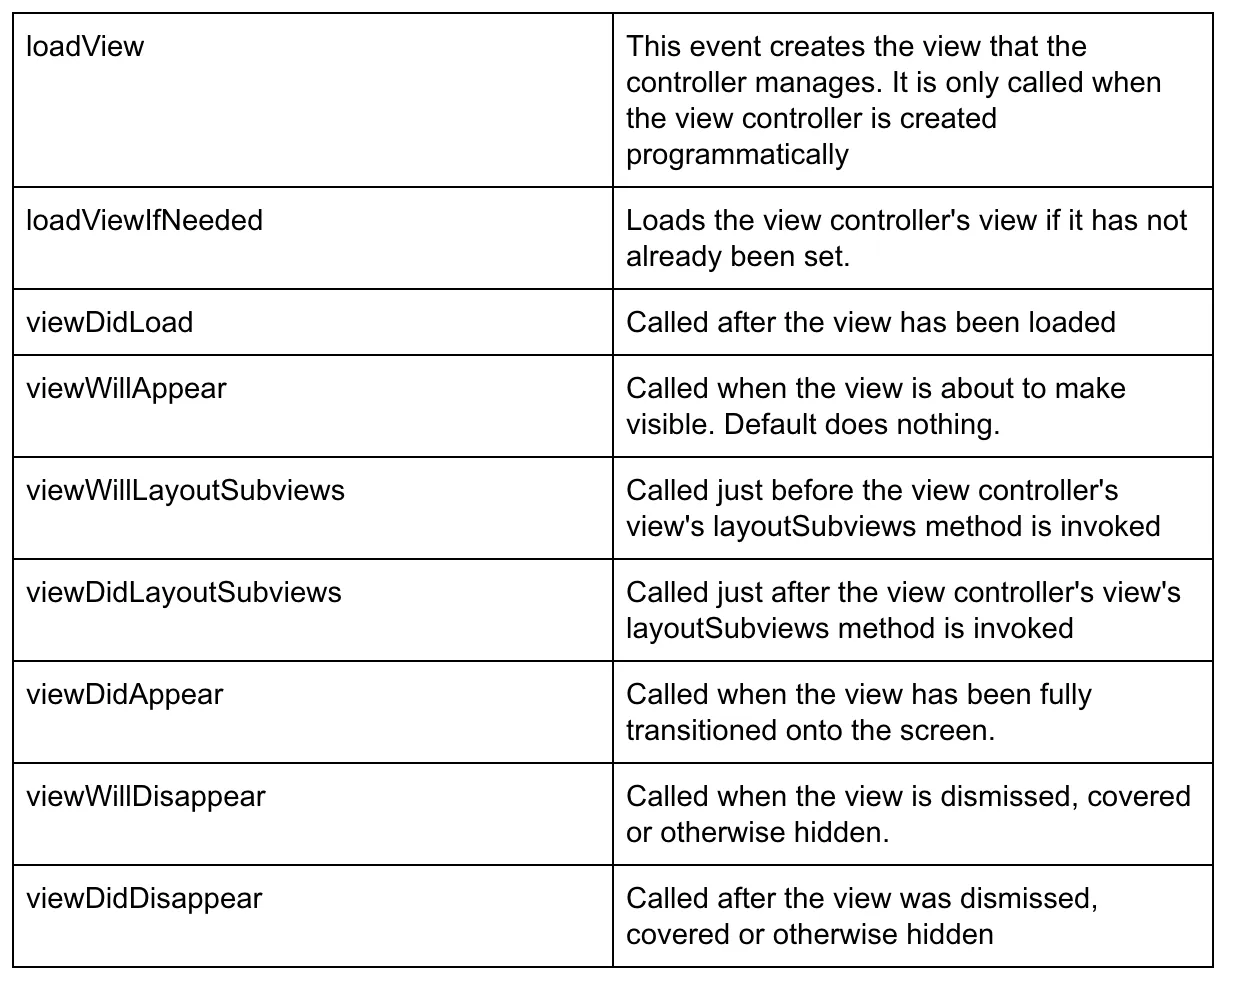 loadView
This event creates the view that the
controller manages. It is only called when
the view controller is created
programmatically
loadViewIfNeeded
Loads the view controller's view if it has not
already been set.
viewDidLoad
Called after the view has been loaded
viewWillAppear
Called when the view is about to make
visible. Default does nothing.
viewWillLayoutSubviews
Called just before the view controller's
view's layoutSubviews method is invoked
viewDidLayoutSubviews
Called just after the view controller's view's
layoutSubviews method is invoked
viewDidAppear
Called when the view has been fully
transitioned onto the screen.
viewWillDisappear
Called when the view is dismissed, covered
or otherwise hidden.
viewDidDisappear
Called after the view was dismissed,
covered or otherwise hidden